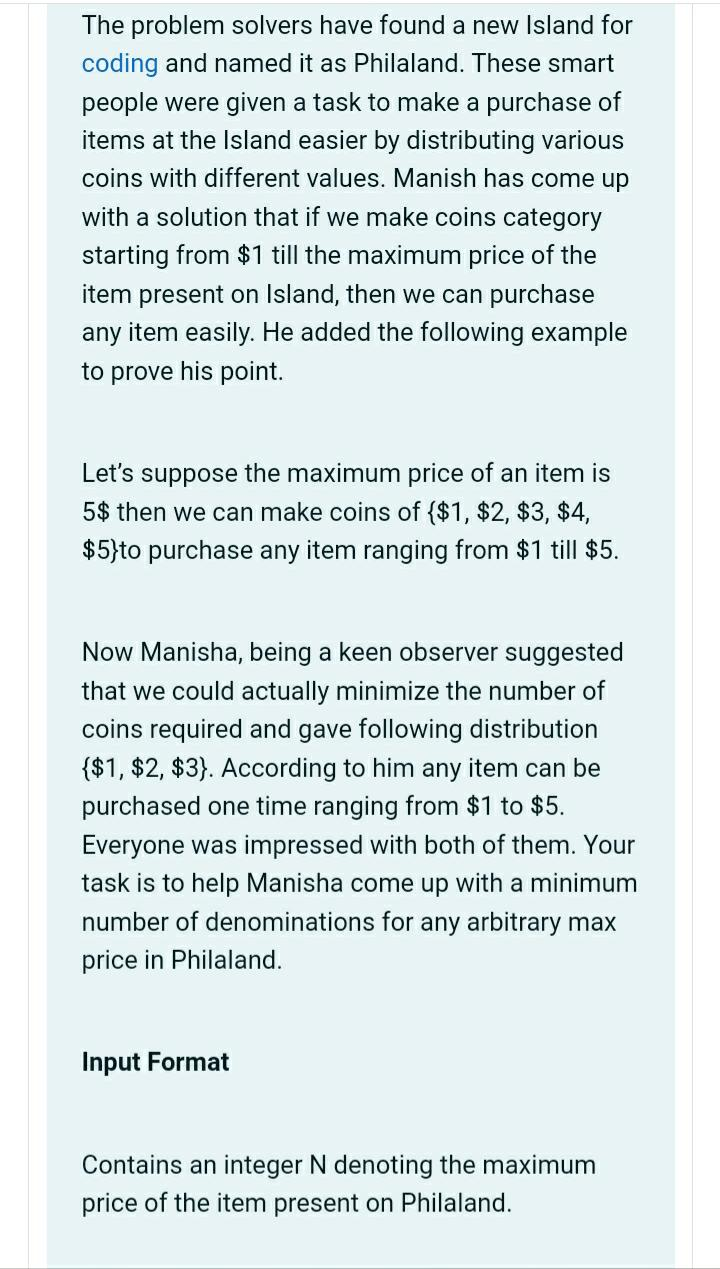 The problem solvers have found a new Island for
coding and named it as Philaland. These smart
people were given a task to make a purchase of
items at the Island easier by distributing various
coins with different values. Manish has come up
with a solution that if we make coins category
starting from $1 till the maximum price of the
item present on Island, then we can purchase
any item easily. He added the following example
to prove his point.
Let's suppose the maximum price of an item is
5$ then we can make coins of {$1, $2, $3, $4,
$5}to purchase any item ranging from $1 till $5.
Now Manisha, being a keen observer suggested
that we could actually minimize the number of
coins required and gave following distribution
{$1, $2, $3}. According to him any item can be
purchased one time ranging from $1 to $5.
Everyone was impressed with both of them. Your
task is to help Manisha come up with a minimum
number of denominations for any arbitrary max
price in Philaland.
Input Format
Contains an integer N denoting the maximum
price of the item present on Philaland.